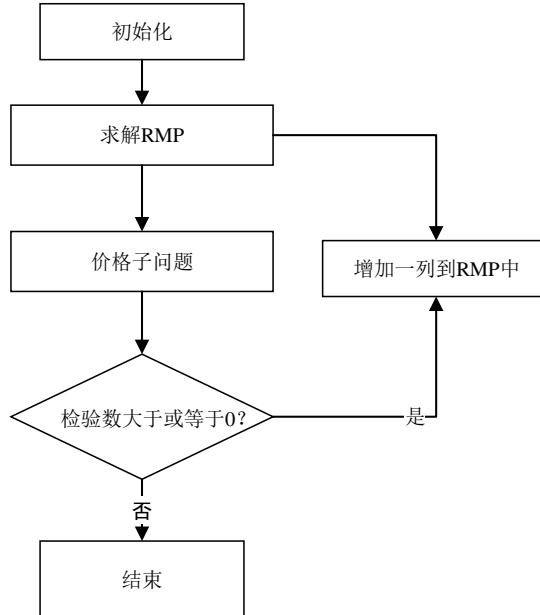 初始化
求解RMP
价格子问题
增加一列到RMP中
检验数大于或等于0?
是
否
结束